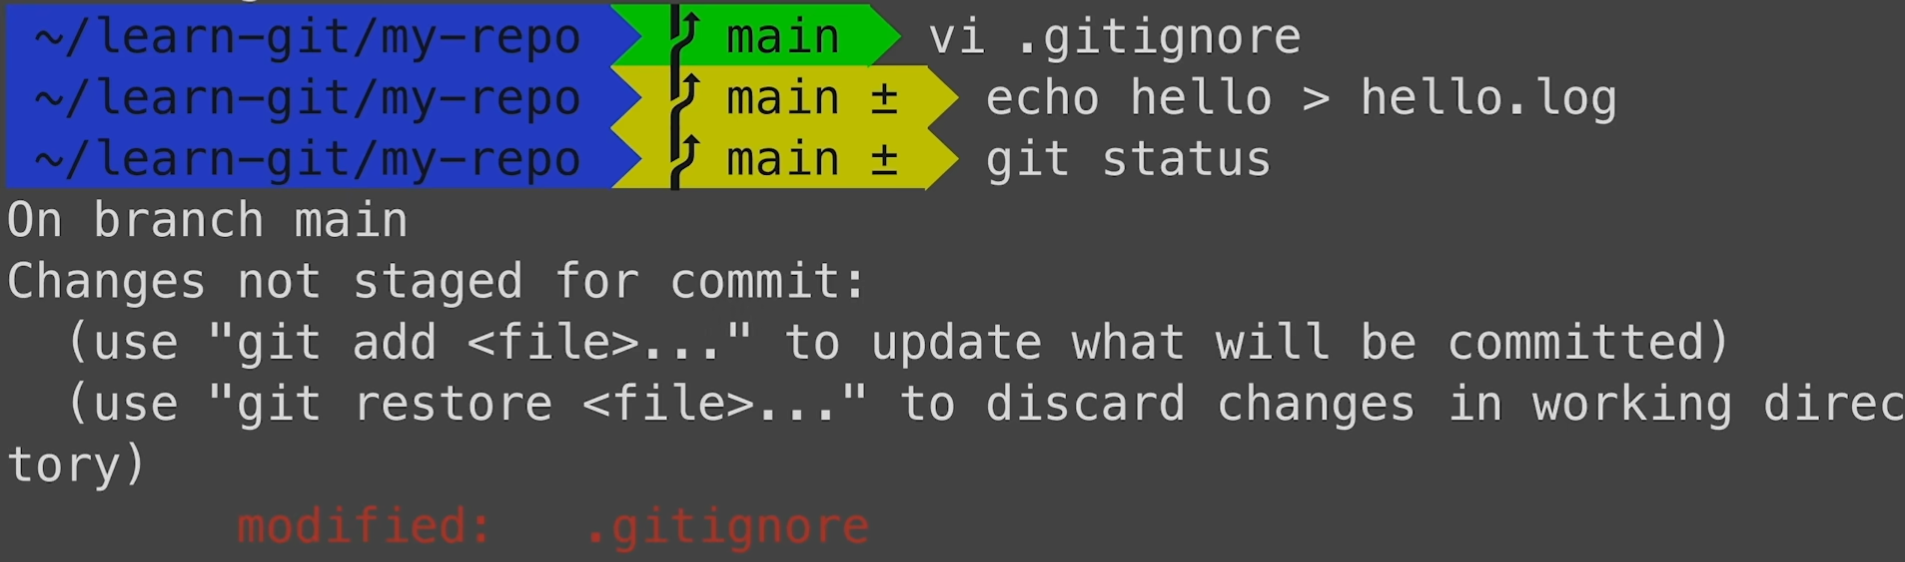 ~/learn-git/my-repo main vi .gitignore
~/learn-git/my-repo main ± echo hello > hello.log
~/learn-git/my-repo main ± git status
On branch main
Changes not staged for commit:
  (use "git add <file>..." to update what will be committed)
  (use "git restore <file>..." to discard changes in working direc
tory)
        modified:   .gitignore